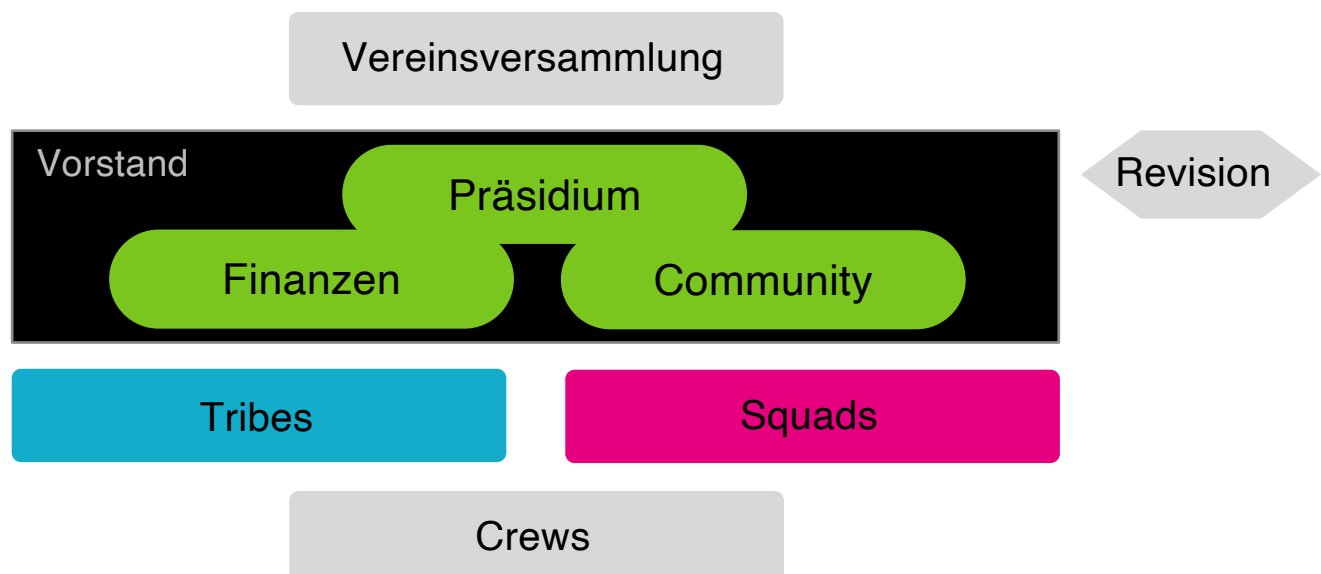 Vereinsversammlung
Vorstand
Präsidium
Revision
Finanzen
Community
Tribes
Squads
Crews